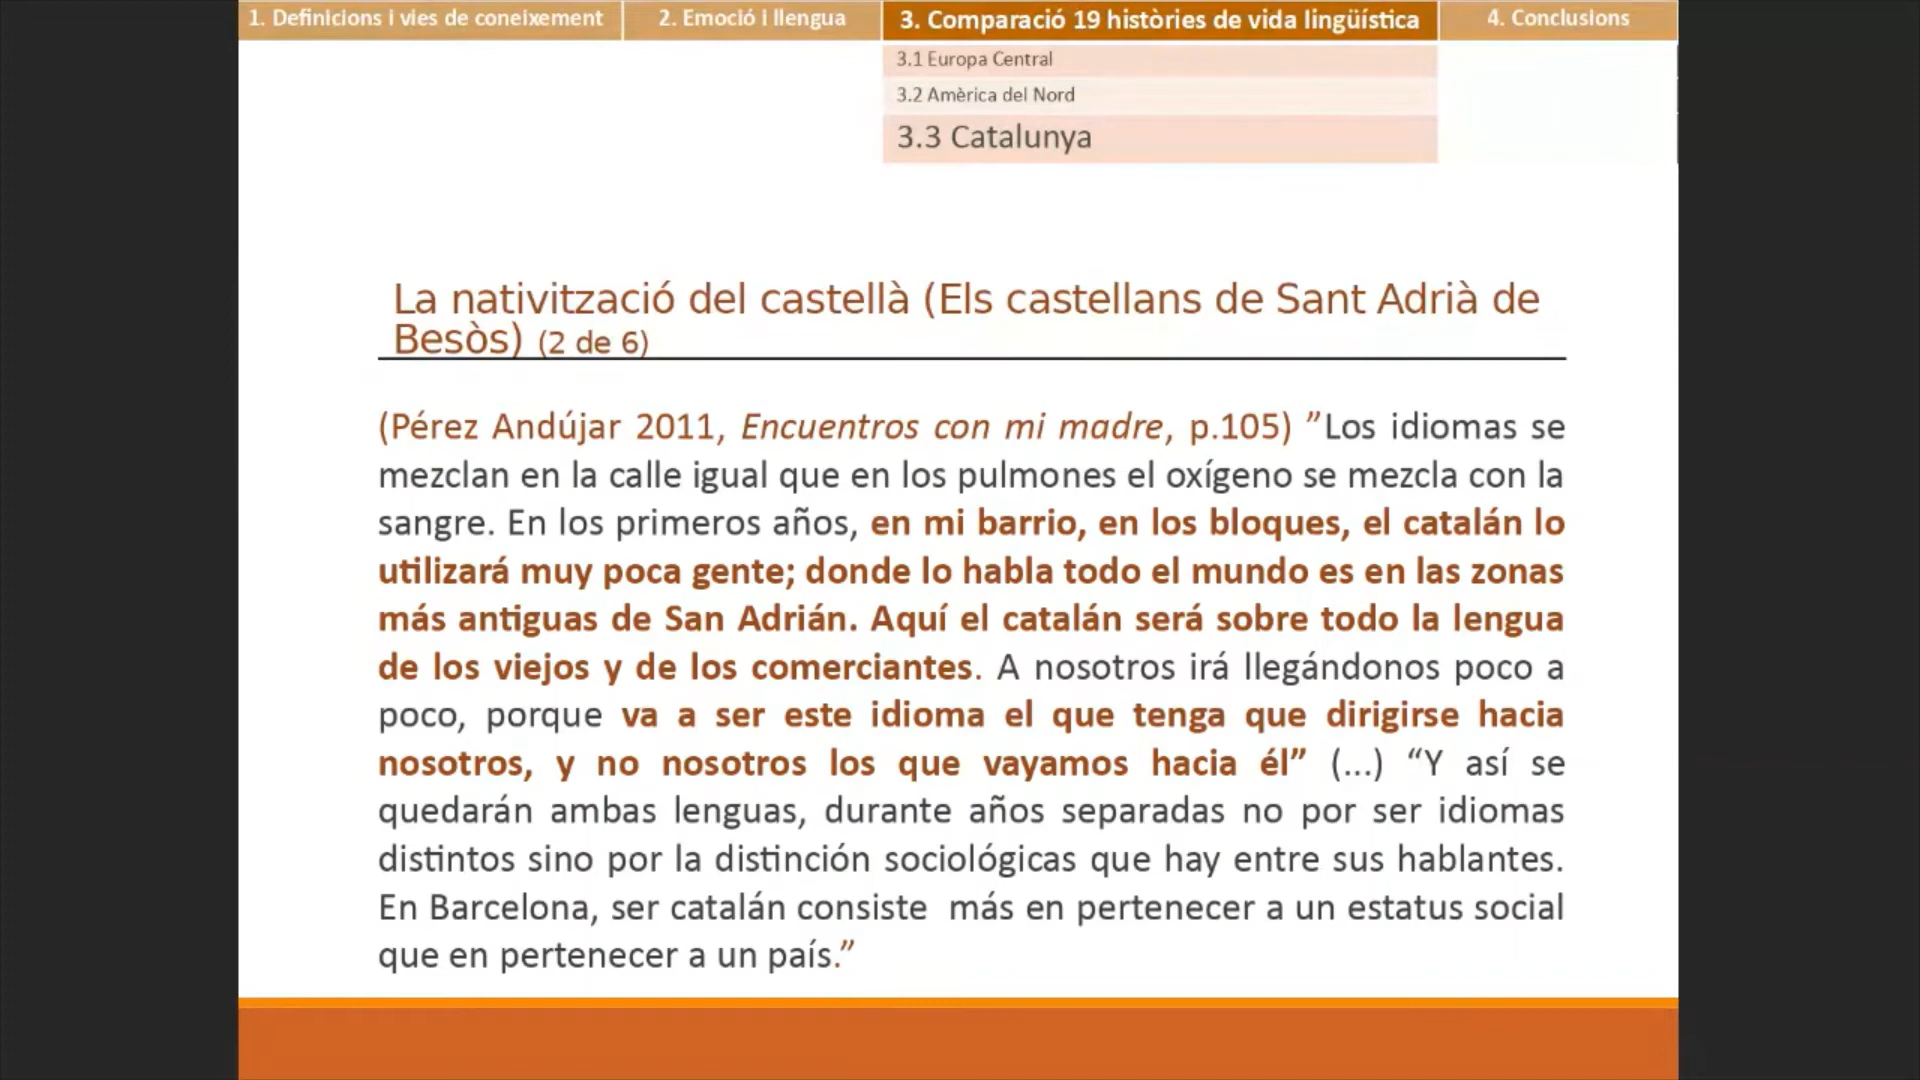 1. Definicions i vies de coneixement
2. Emoció i llengua
3. Comparació 19 històries de vida lingüística
4. Conclusions
3.1 Europa Central
3.2 Amèrica del Nord
3.3 Catalunya
La nativització del castellà (Els castellans de Sant Adrià de
Besòs) (2 de 6)
(Pérez Andújar 2011, Encuentros con mi madre, p.105) ”Los idiomas se
mezclan en la calle igual que en los pulmones el oxígeno se mezcla con la
sangre. En los primeros años, en mi barrio, en los bloques, el catalán lo
utilizará muy poca gente; donde lo habla todo el mundo es en las zonas
más antiguas de San Adrián. Aquí el catalán será sobre todo la lengua
de los viejos y de los comerciantes. A nosotros irá llegándonos poco a
poco, porque va a ser este idioma el que tenga que dirigirse hacia
nosotros, y no nosotros los que vayamos hacia él” (...) “Y así se
quedarán ambas lenguas, durante años separadas no por ser idiomas
distintos sino por la distinción sociológicas que hay entre sus hablantes.
En Barcelona, ser catalán consiste más en pertenecer a un estatus social
que en pertenecer a un país.”